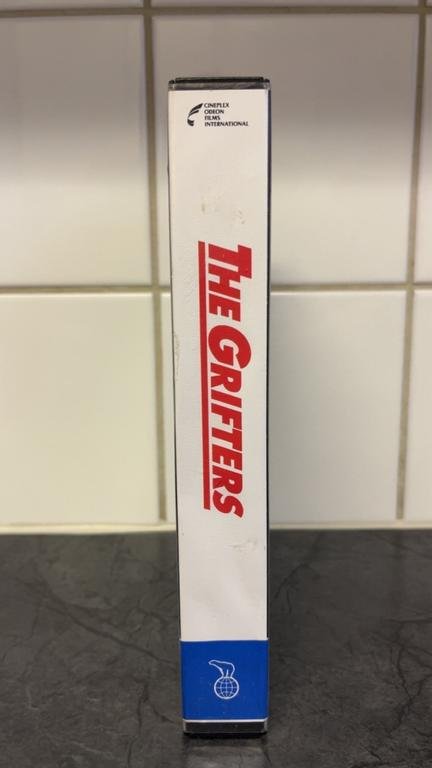 CINEPLEX
ODEON
FILMS
INTERNATIONAL
THE GRIFTERS